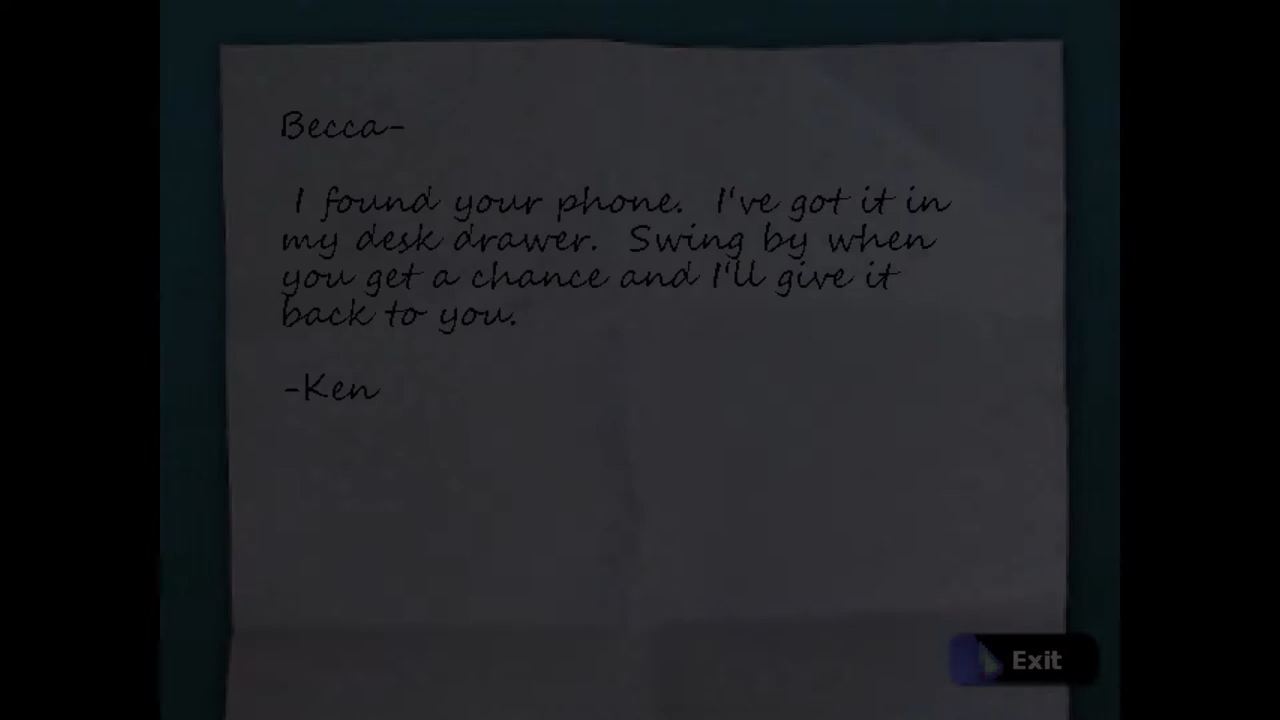 Becca-
I found your phone.  I've got it in
my desk drawer.  Swing by when
you get a chance and I'll give it
back to you.
-Ken
Exit